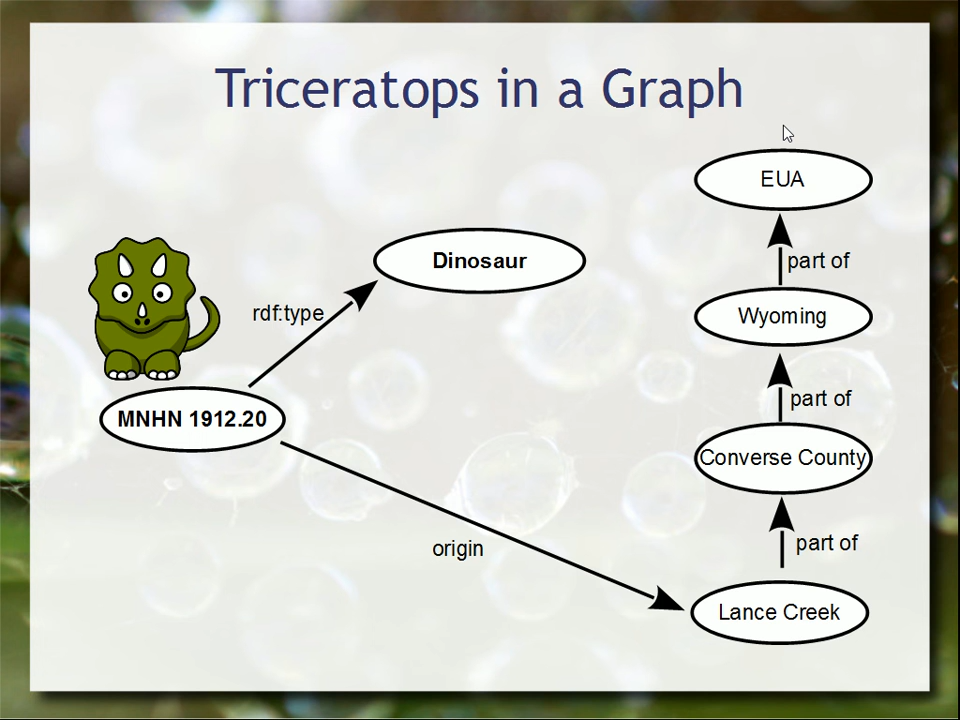 Triceratops in a Graph
EUA
part of
Dinosaur
Wyoming
rdf:type
part of
MNHN 1912.20
Converse County
part of
origin
Lance Creek